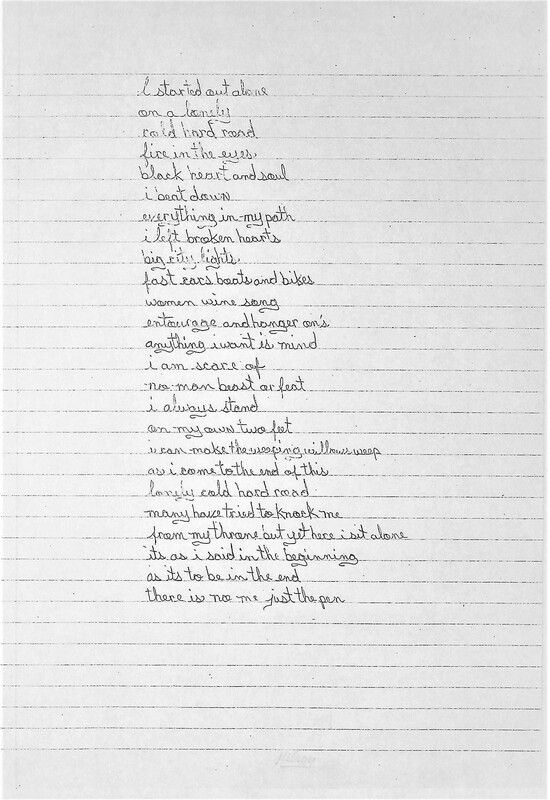 I started out alone
on a lonely
cold hard road
fire in the eyes.
black heart and soul
i beat down
everything in my path
i left broken hearts
big city lights.
fast cars boats and bikes
women wine song
entourage and hanger on's
anything i want is mind
i am scare of
no man beast or feat
i always stand
on my own two feet
i can make the weeping willows weep
as i come to the end of this
lonely cold hard road
many have tried to knock me
from my throne but yet here i sit alone
its as i said in the beginning
as its to be in the end
there is no me just the pen